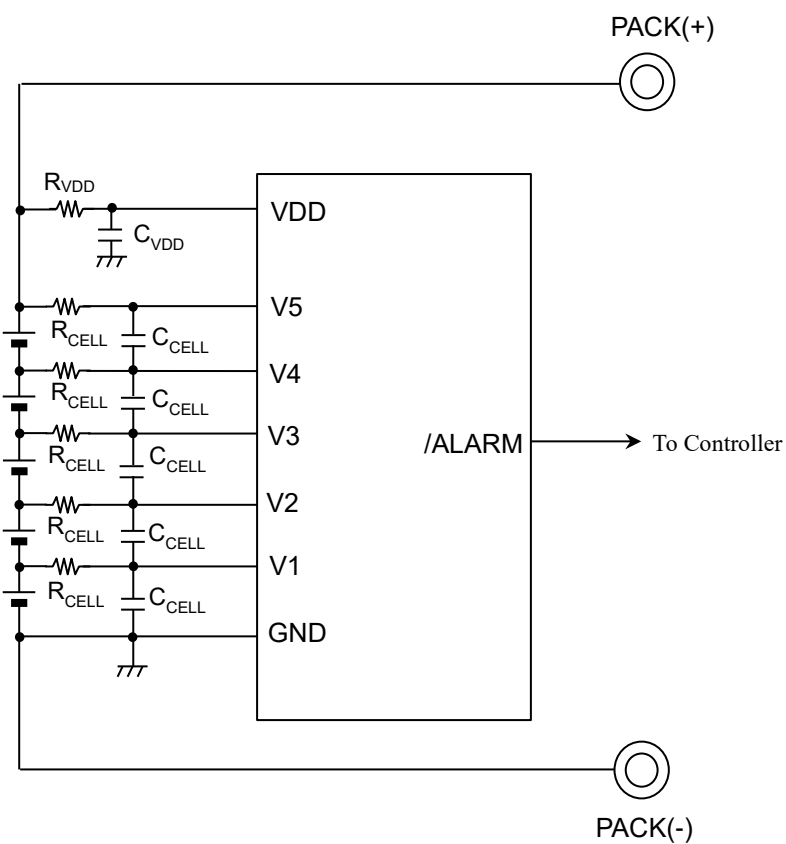 PACK(+)
RVDD
VDD
CVDD
V5
RCELL
CCELL
V4
RCELL
CCELL
V3
/ALARM
To Controller
RCELL
CCELL
V2
RCELL
CCELL
V1
RCELL
CCELL
GND
PACK(-)